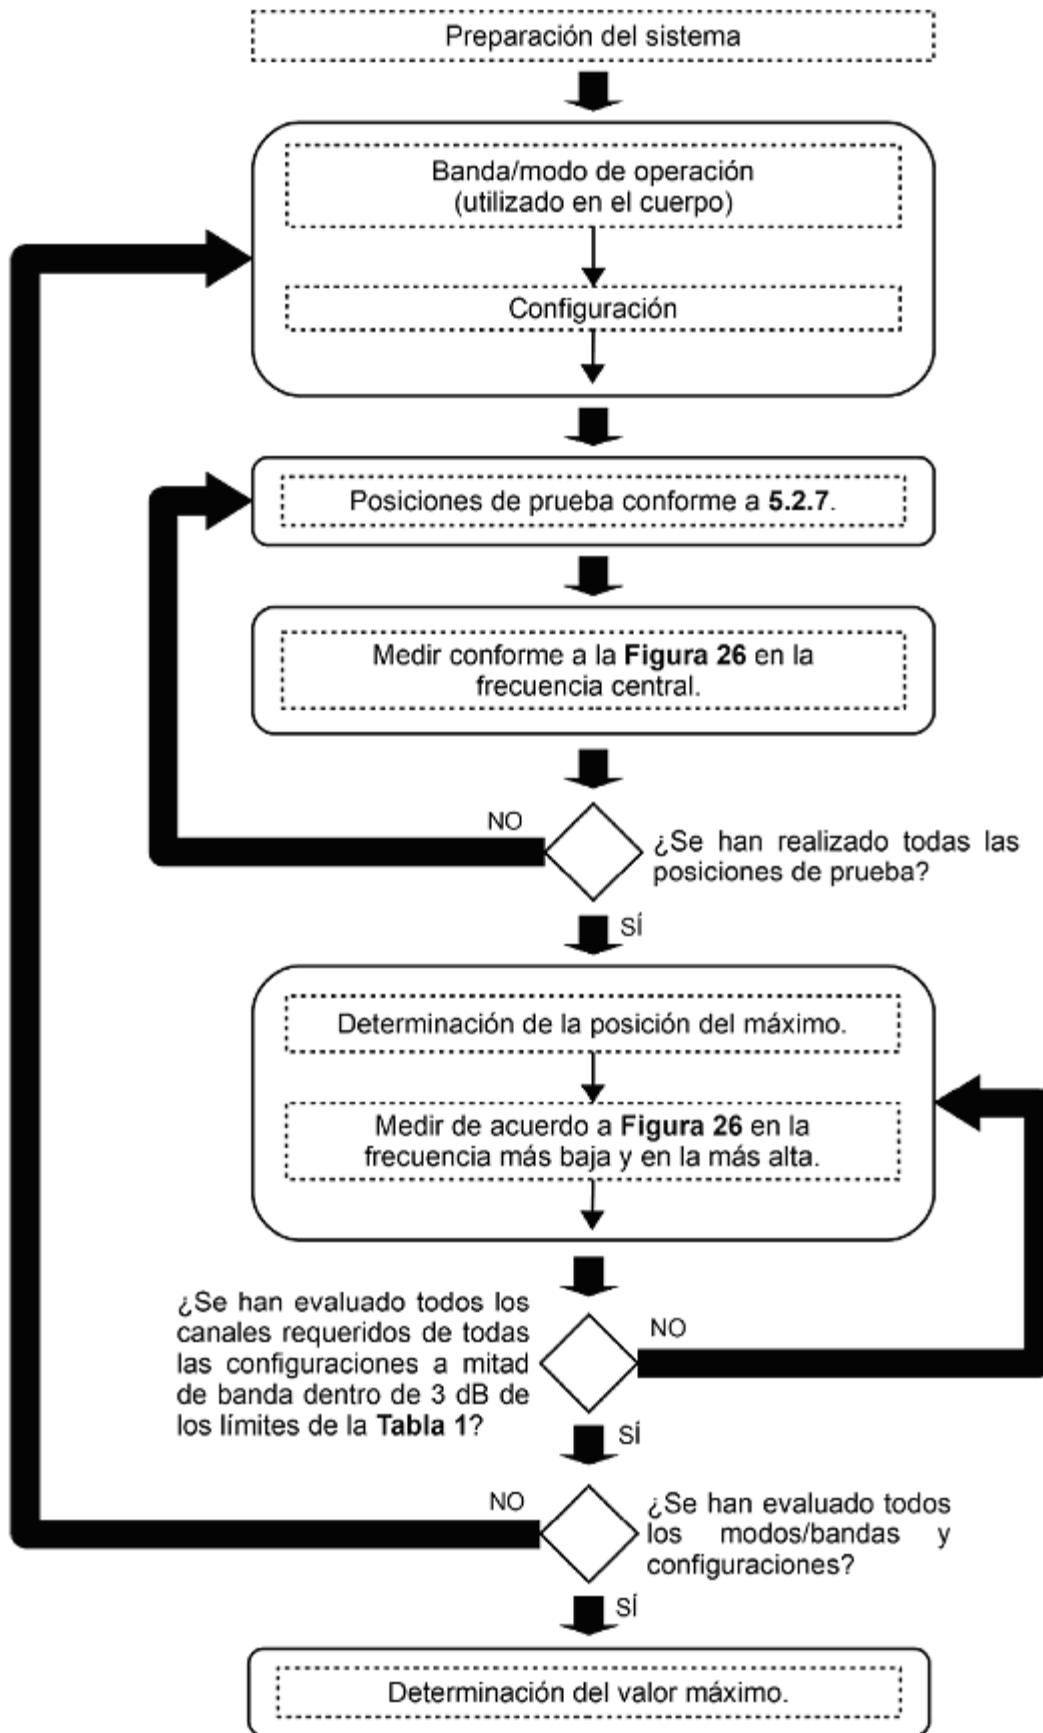 Preparación del sistema
Banda/modo de operación
(utilizado en el cuerpo)
Configuración
Posiciones de prueba conforme a 5.2.7.
Medir conforme a la Figura 26 en la
frecuencia central.
NO
¿Se han realizado todas las
posiciones de prueba?
SÍ
Determinación de la posición del máximo.
Medir de acuerdo a Figura 26 en la
frecuencia más baja y en la más alta.
¿Se han evaluado todos los
canales requeridos de todas
las configuraciones a mitad
de banda dentro de 3 dB de
los límites de la Tabla 1?
NO
SÍ
NO
¿Se han evaluado todos
los modos/bandas y
configuraciones?
SÍ
Determinación del valor máximo.